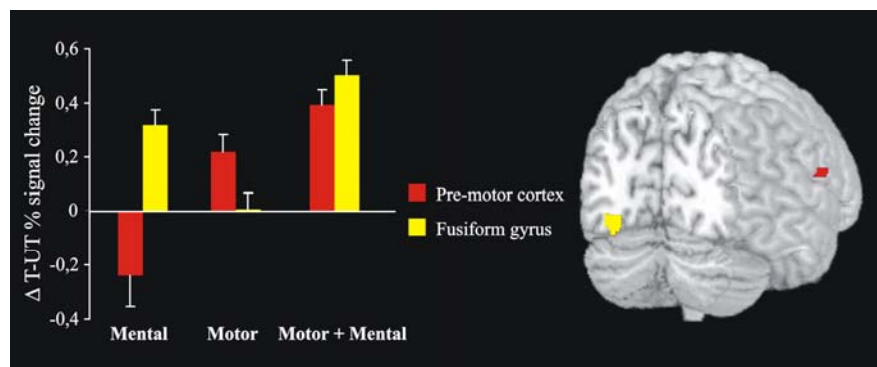 Δ T-UT % signal change
0,6
0,4
0,2
0
-0,2
-0,4
Mental
Motor
Motor + Mental
Pre-motor cortex
Fusiform gyrus